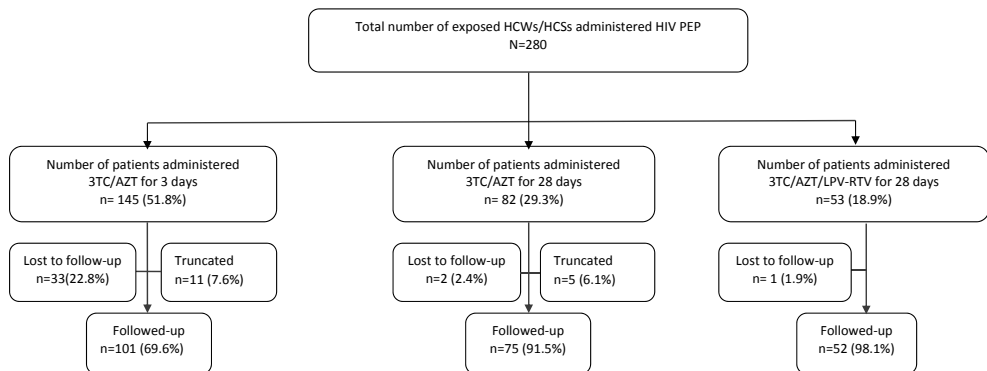 Total number of exposed HCWs/HCSs administered HIV PEP
N=280
Number of patients administered
3TC/AZT for 3 days
n= 145 (51.8%)
Number of patients administered
3TC/AZT for 28 days
n= 82 (29.3%)
Number of patients administered
3TC/AZT/LPV-RTV for 28 days
n=53 (18.9%)
Lost to follow-up
n=33(22.8%)
Truncated
n=11 (7.6%)
Lost to follow-up
n=2 (2.4%)
Truncated
n=5 (6.1%)
Lost to follow-up
n= 1 (1.9%)
Followed-up
n=101 (69.6%)
Followed-up
n=75 (91.5%)
Followed-up
n=52 (98.1%)